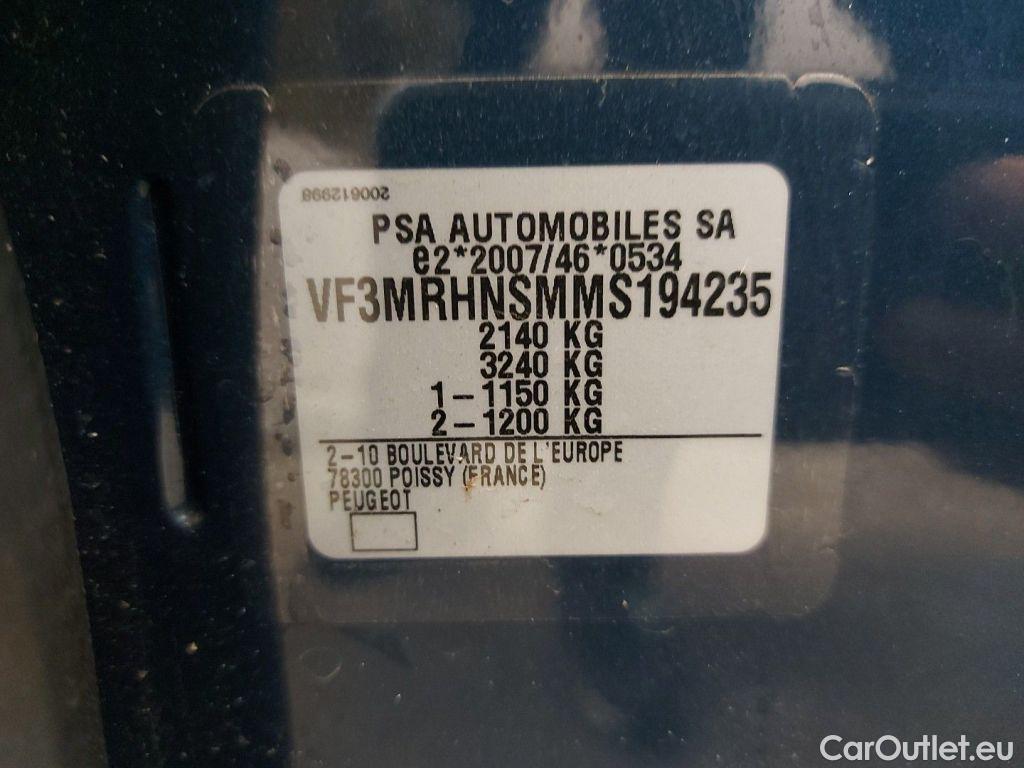 200612998
PSA AUTOMOBILES SA
e2*2007/46*0534
VF3MRHNSMMS194235
2140 KG
3240 KG
1-1150 KG
2-1200 KG
2-10 BOULEVARD DE L'EUROPE
78300 POISSY (FRANCE)
PEUGEOT
CarOutlet.eu